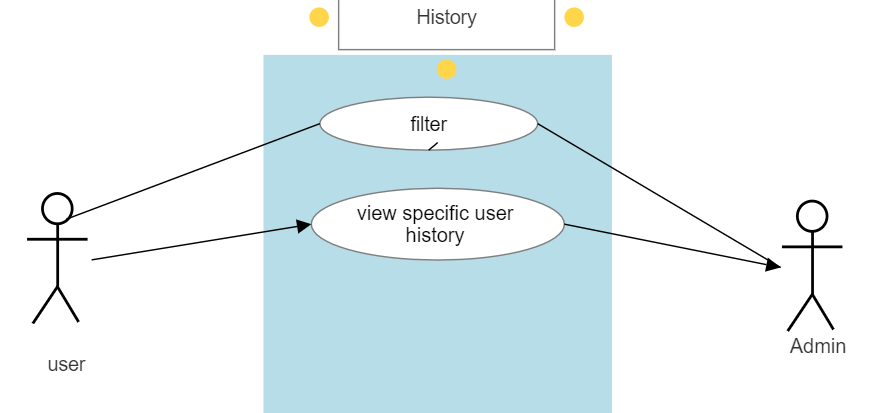 History
filter
view specific user
history
user
Admin